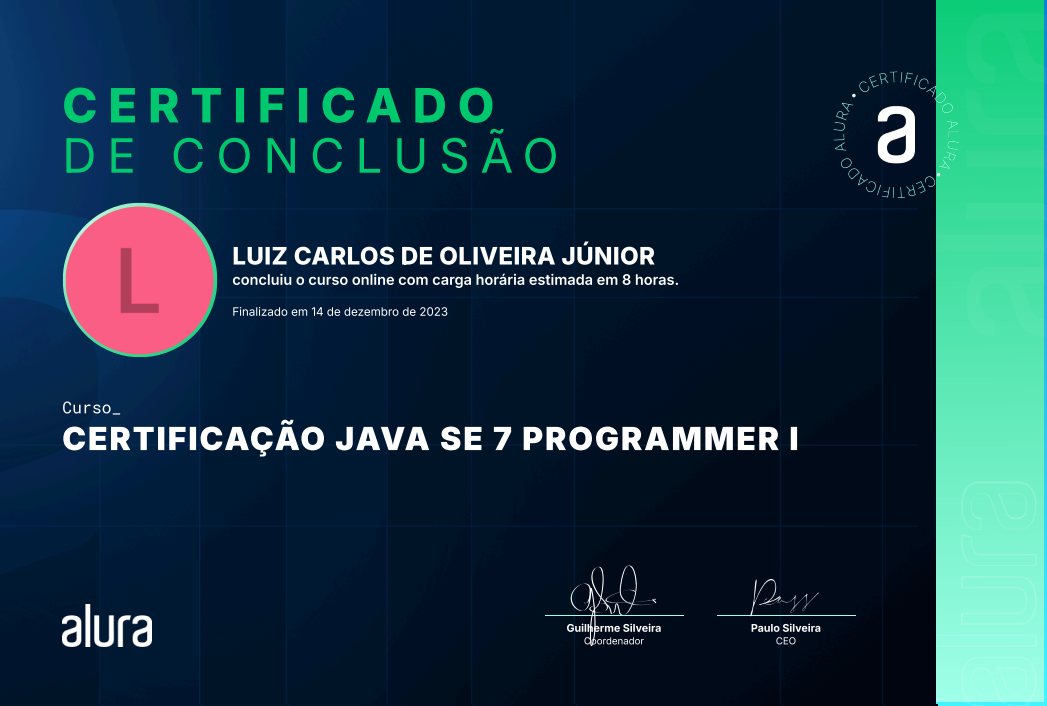 CERTIFICADO
DE CONCLUSÃO
CERTIFICADO ALURA • CERTIFICADO ALURA •
a
L
LUIZ CARLOS DE OLIVEIRA JÚNIOR
concluiu o curso online com carga horária estimada em 8 horas.
Finalizado em 14 de dezembro de 2023
Curso_
CERTIFICAÇÃO JAVA SE 7 PROGRAMMER I
alura
Guilherme Silveira
Coordenador
Paulo Silveira
CEO
alura
alura